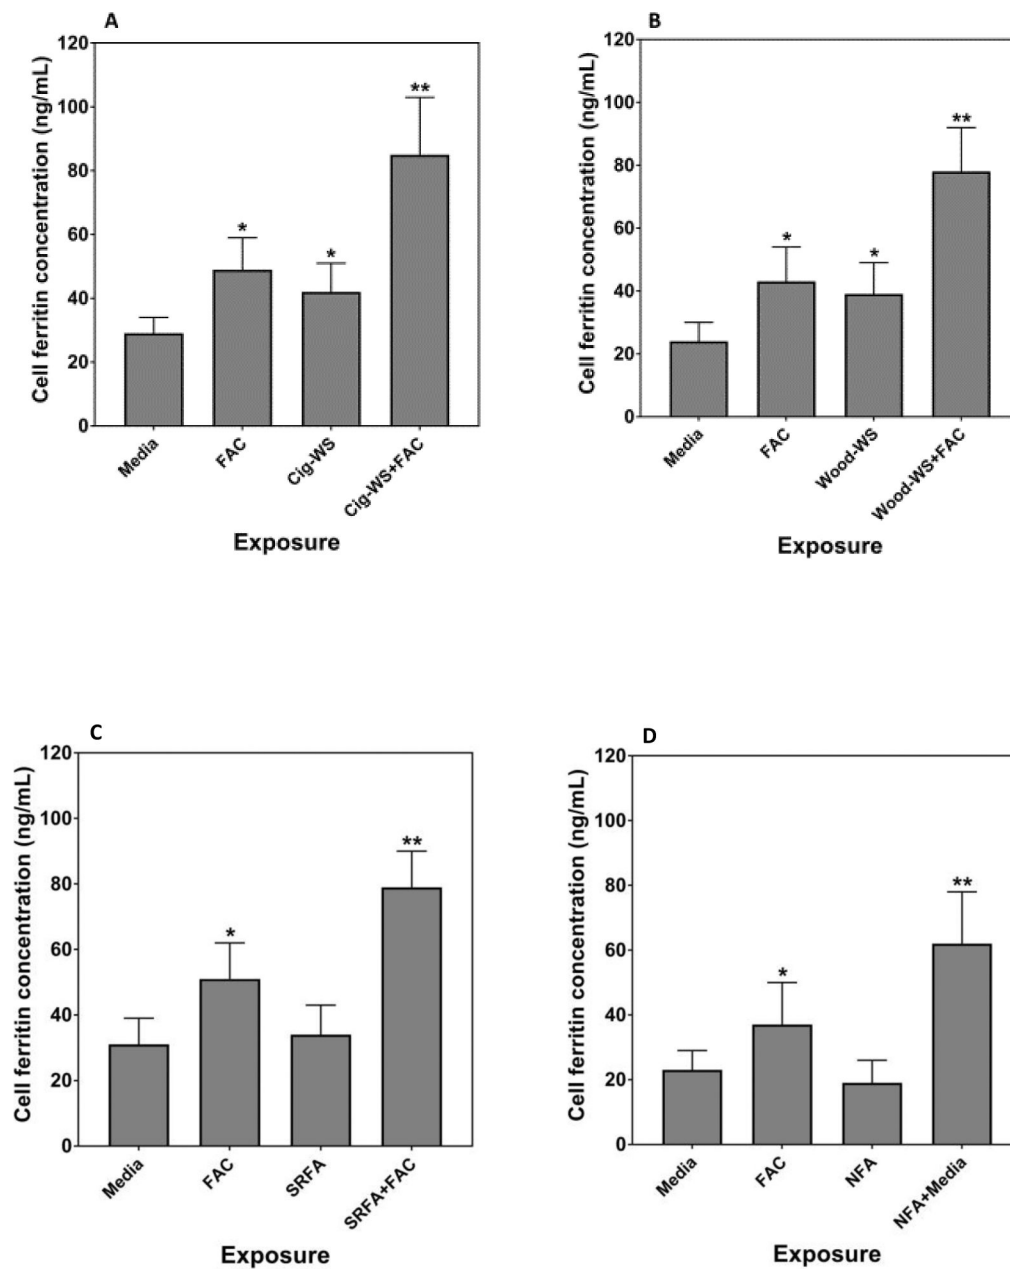 A
Cell ferritin concentration (ng/mL)
120
100
80
60
40
20
0
*
*
**
Media
FAC
Cig-WS
Cig-WS+FAC
Exposure
B
Cell ferritin concentration (ng/mL)
120
100
80
60
40
20
0
*
*
**
Media
FAC
Wood-WS
Wood-WS+FAC
Exposure
C
Cell ferritin concentration (ng/mL)
120
100
80
60
40
20
0
*
**
Media
FAC
SRFA
SRFA+FAC
Exposure
D
Cell ferritin concentration (ng/mL)
120
100
80
60
40
20
0
*
**
Media
FAC
NFA
NFA+Media
Exposure